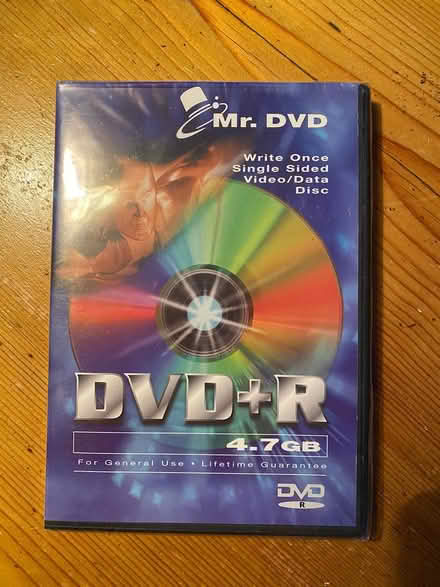 Mr. DVD
Write Once
Single Sided
Video/Data
Disc
DVD+R
4.7GB
For General Use • Lifetime Guarantee
DVD
R